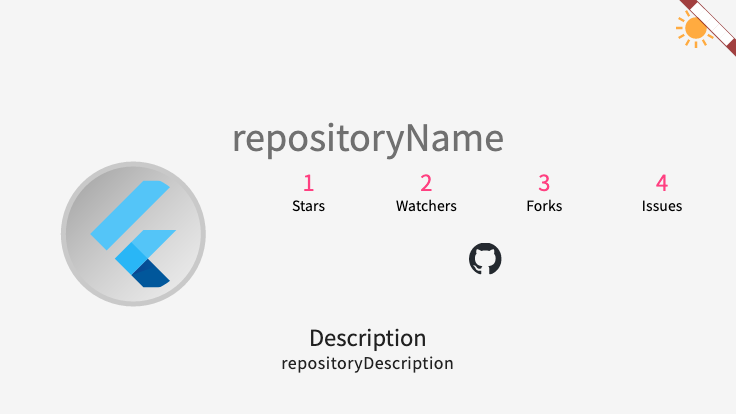 repositoryName
1 2 3 4
Stars Watchers Forks Issues
Description
repositoryDescription